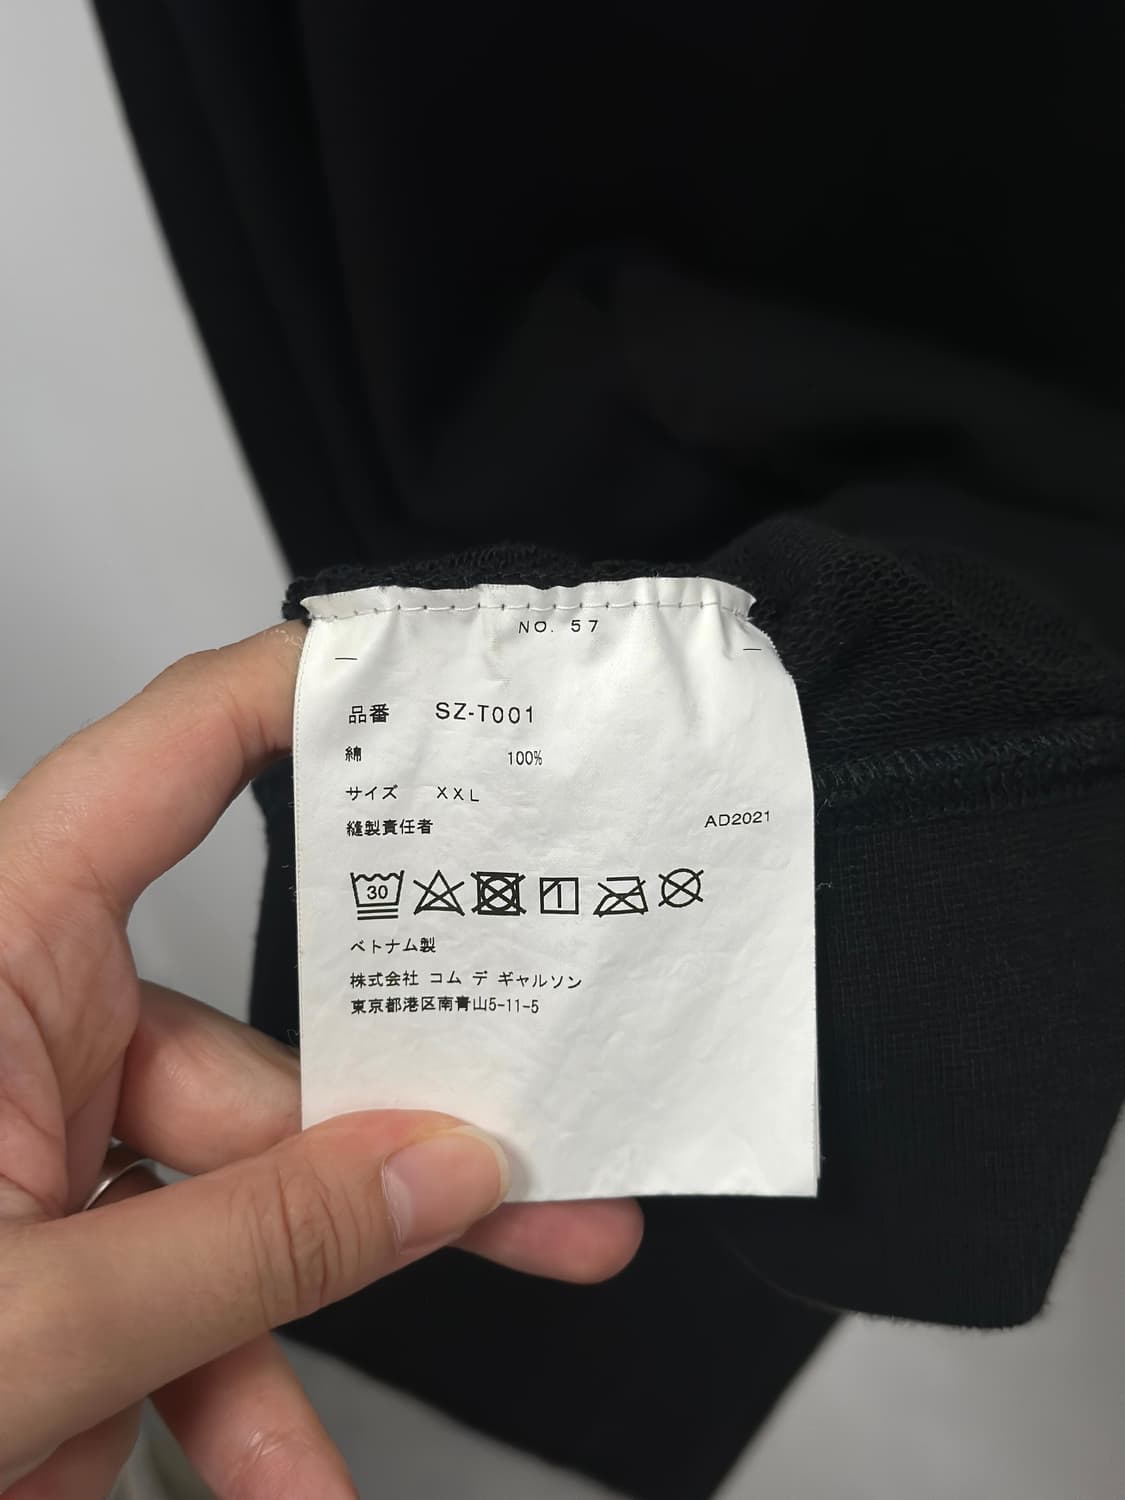 NO. 57
品番 SZ-T001
綿 100%
サイズ XXL
縫製責任者 AD2021
30
ベトナム製
株式会社 コム デ ギャルソン
東京都港区南青山5-11-5